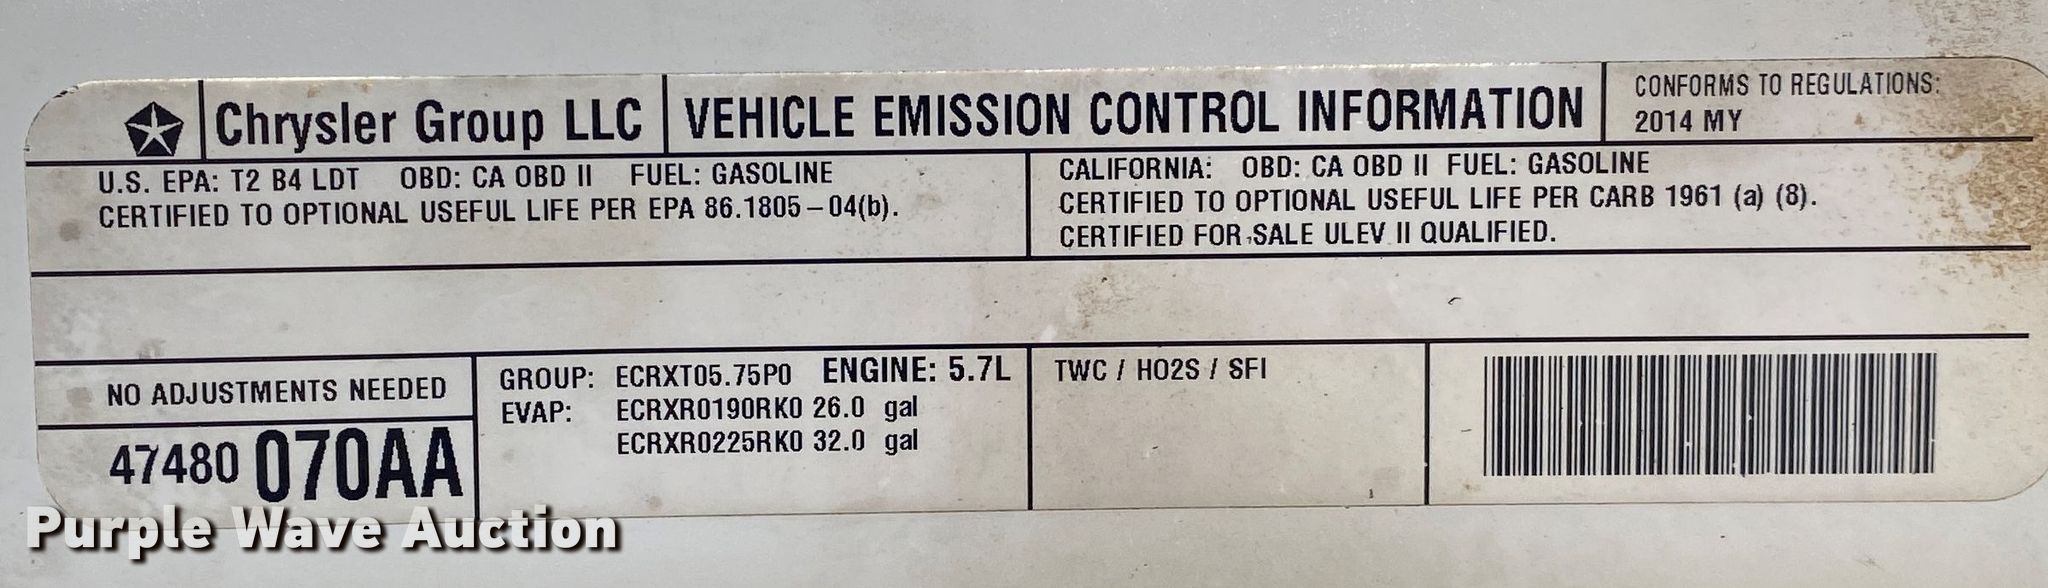 Chrysler Group LLC
VEHICLE EMISSION CONTROL INFORMATION
CONFORMS TO REGULATIONS:
2014 MY
U.S. EPA: T2 B4 LDT OBD: CA OBD II FUEL: GASOLINE
CERTIFIED TO OPTIONAL USEFUL LIFE PER EPA 86.1805-04(b).
CALIFORNIA: OBD: CA OBD II FUEL: GASOLINE
CERTIFIED TO OPTIONAL USEFUL LIFE PER CARB 1961 (a) (8).
CERTIFIED FOR SALE ULEV II QUALIFIED.
NO ADJUSTMENTS NEEDED
47480 070AA
GROUP: ECRXT05.75P0 ENGINE: 5.7L
EVAP: ECRXR0190RK0 26.0 gal
ECRXR0225RK0 32.0 gal
TWC / HO2S / SFI
Purple Wave Auction